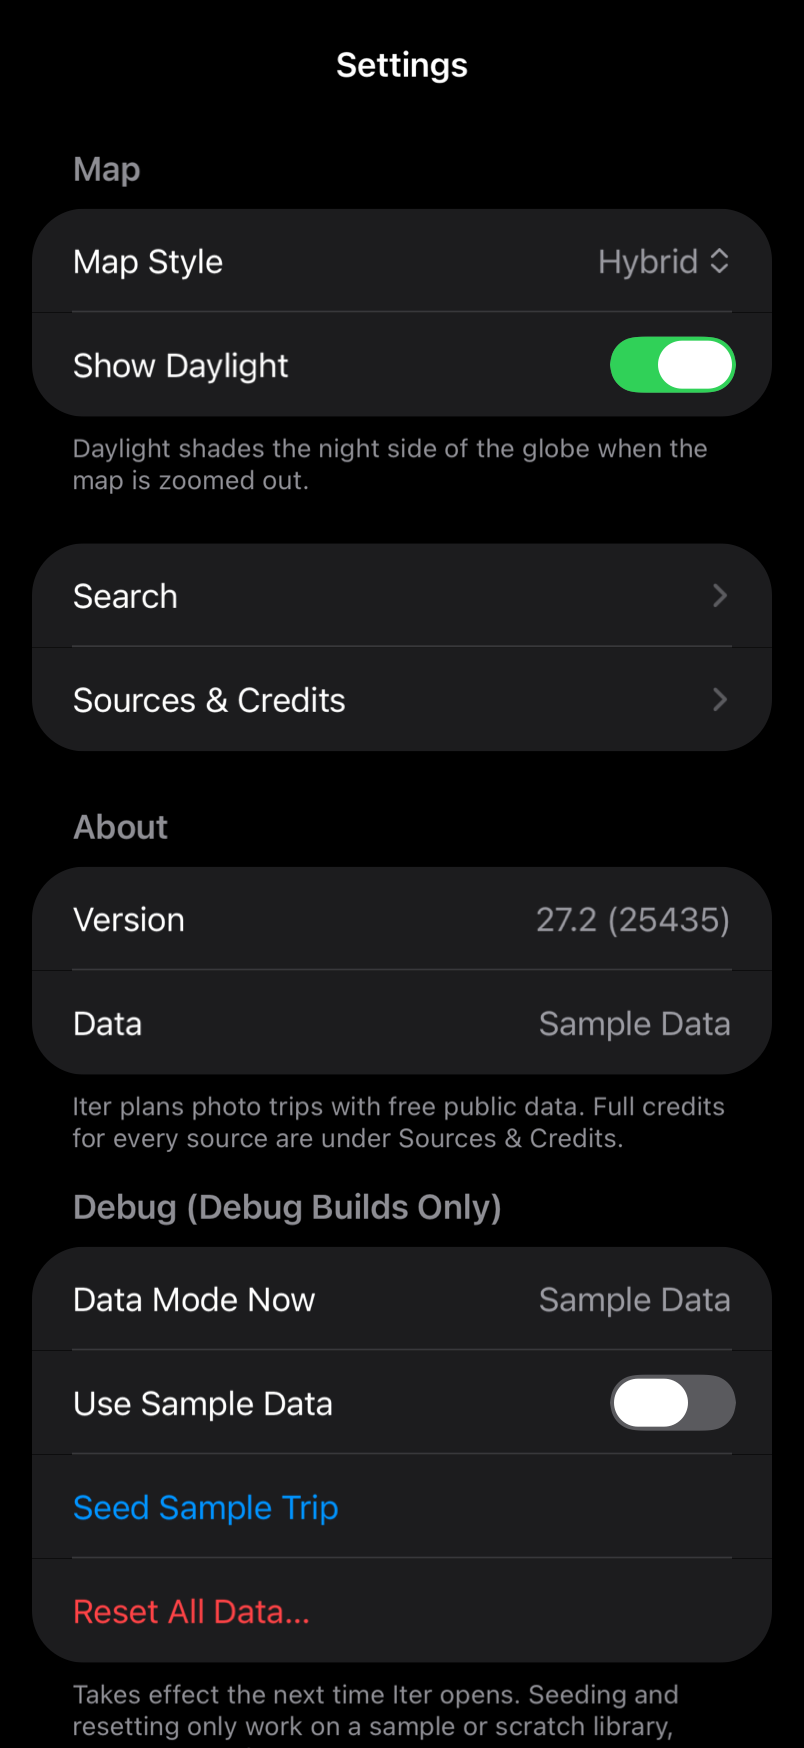 Settings
Map
Map Style Hybrid
Show Daylight
Daylight shades the night side of the globe when the
map is zoomed out.
Search
Sources & Credits
About
Version 27.2 (25435)
Data Sample Data
Iter plans photo trips with free public data. Full credits
for every source are under Sources & Credits.
Debug (Debug Builds Only)
Data Mode Now Sample Data
Use Sample Data
Seed Sample Trip
Reset All Data...
Takes effect the next time Iter opens. Seeding and
resetting only work on a sample or scratch library,